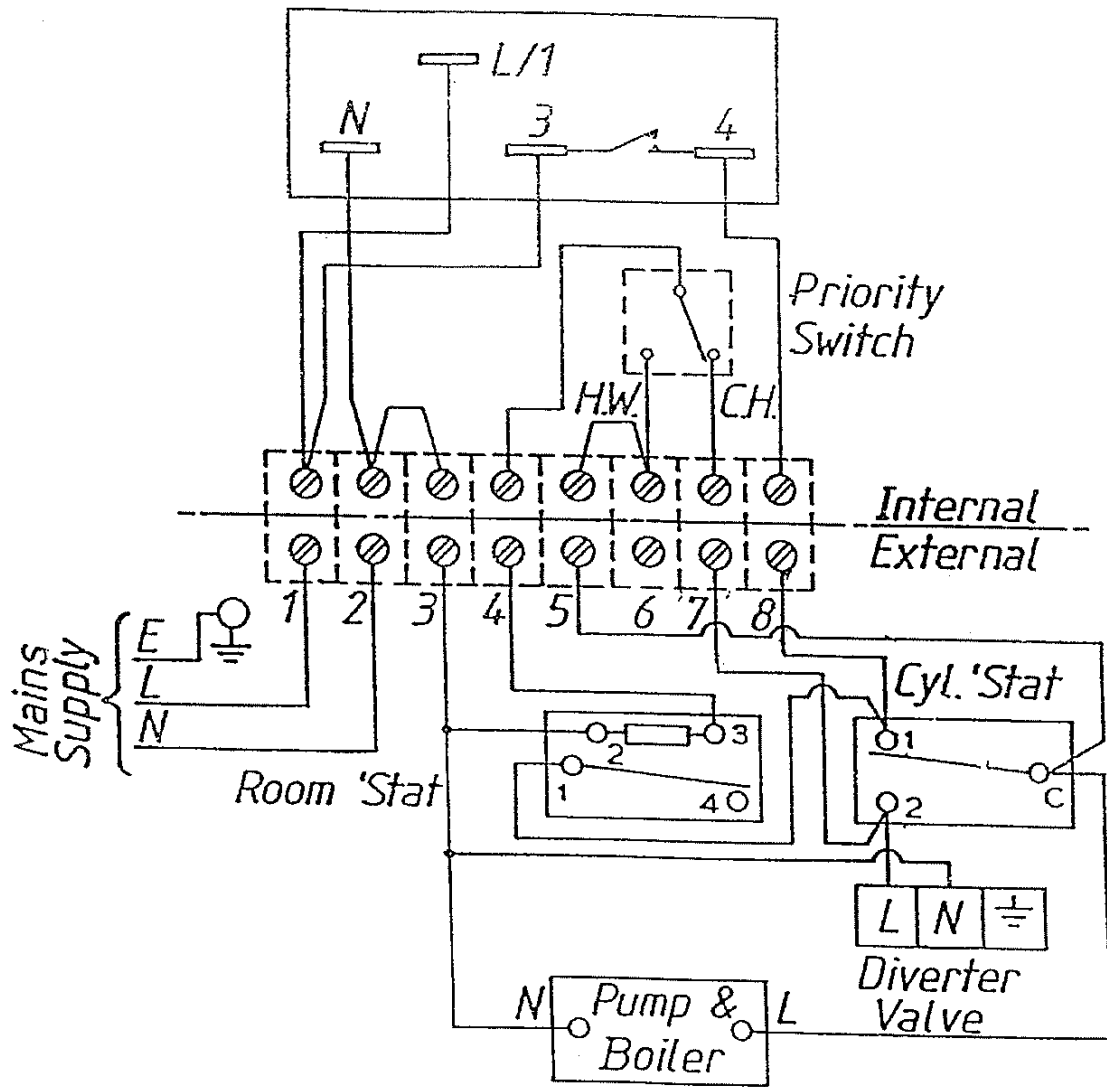 L/1
N
3
4
Priority
Switch
H.W.
C.H.
Internal
External
1 2 3 4 5 6 7 8
E
L
N
Mains
Supply
Cyl. 'Stat
Room 'Stat
2
3
1
4
1
2
C
L N
Diverter
Valve
N
Pump &
Boiler
L